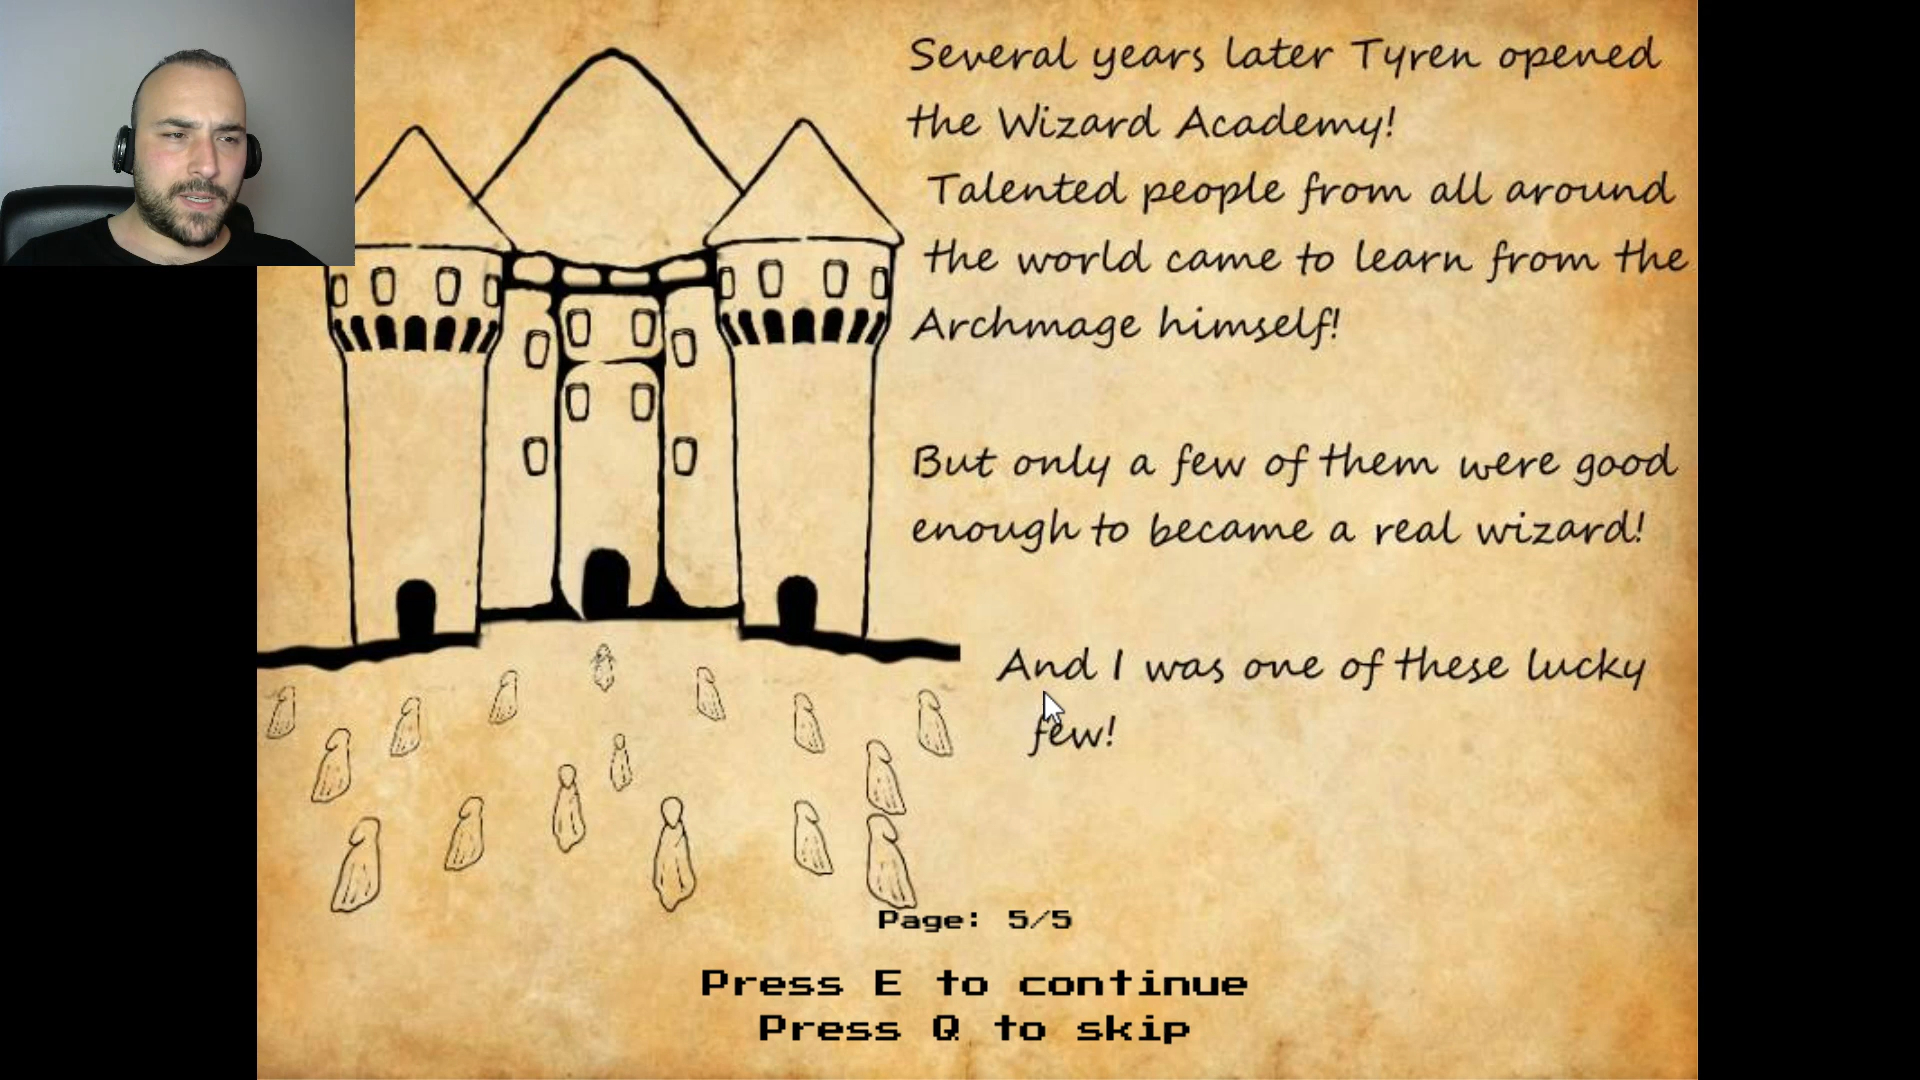 Several years later Tyren opened
the Wizard Academy!
Talented people from all around
the world came to learn from the
Archmage himself!
But only a few of them were good
enough to became a real wizard!
And I was one of these lucky
few!
Page: 5/5
Press E to continue
Press Q to skip